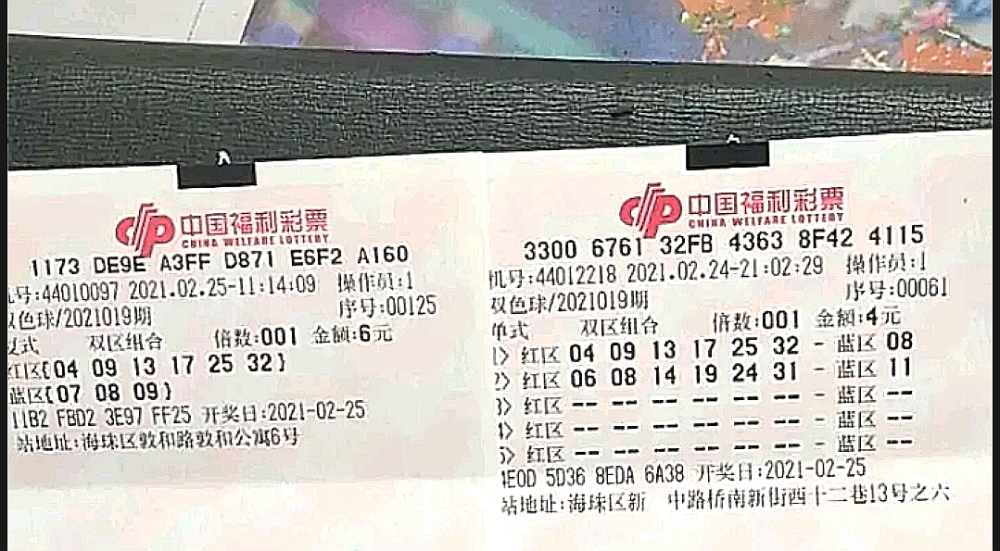 中国福利彩票
CHINA WELFARE LOTTERY
1173 DE9E A3FF D871 E6F2 A160
号:44010097 2021.02.25-11:14:09 操作员:1
序号:00125
双色球/2021019期
复式 双区组合 倍数:001 金额:6元
红区[04 09 13 17 25 32]
蓝区[07 08 09]
11B2 FBD2 3E97 FF25 开奖日:2021-02-25
站地址:海珠区敦和路敦和公寓6号
中国福利彩票
CHINA WELFARE LOTTERY
3300 6761 32FB 4363 8F42 4115
机号:44012218 2021.02.24-21:02:29 操作员:1
序号:00061
双色球/2021019期
单式 双区组合 倍数:001 金额:4元
1> 红区 04 09 13 17 25 32 - 蓝区 08
2> 红区 06 08 14 19 24 31 - 蓝区 11
3> 红区 -- -- -- -- -- -- - 蓝区 --
4> 红区 -- -- -- -- -- -- - 蓝区 --
5> 红区 -- -- -- -- -- -- - 蓝区 --
4E0D 5D36 8EDA 6A38 开奖日:2021-02-25
站地址:海珠区新 中路桥南新街西十二巷13号之六